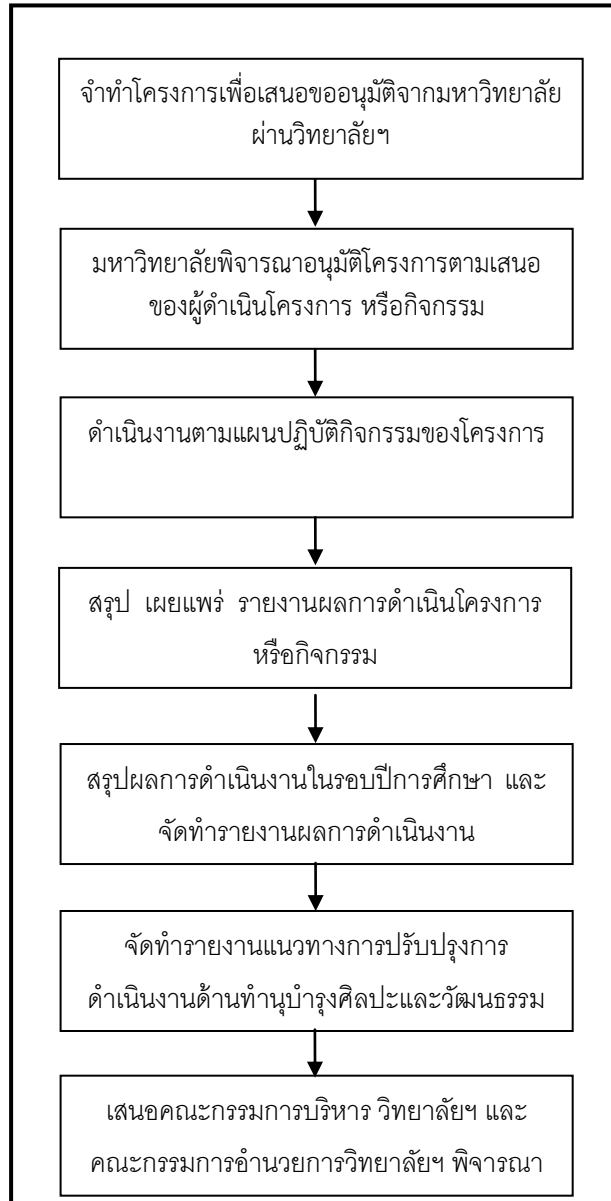 จำทำโครงการเพื่อเสนอขออนุมัติจากมหาวิทยาลัย
ผ่านวิทยาลัยฯ
มหาวิทยาลัยพิจารณาอนุมัติโครงการตามเสนอ
ของผู้ดำเนินโครงการ หรือกิจกรรม
ดำเนินงานตามแผนปฏิบัติกิจกรรมของโครงการ
สรุป เผยแพร่ รายงานผลการดำเนินโครงการ
หรือกิจกรรม
สรุปผลการดำเนินงานในรอบปีการศึกษา และ
จัดทำรายงานผลการดำเนินงาน
จัดทำรายงานแนวทางการปรับปรุงการ
ดำเนินงานด้านทำนุบำรุงศิลปะและวัฒนธรรม
เสนอคณะกรรมการบริหาร วิทยาลัยฯ และ
คณะกรรมการอำนวยการวิทยาลัยฯ พิจารณา